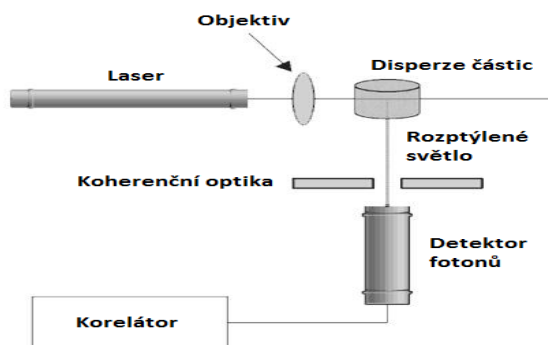 Objektiv
Laser
Disperze částic
Rozptýlené
světlo
Koherenční optika
Detektor
fotonů
Korelátor